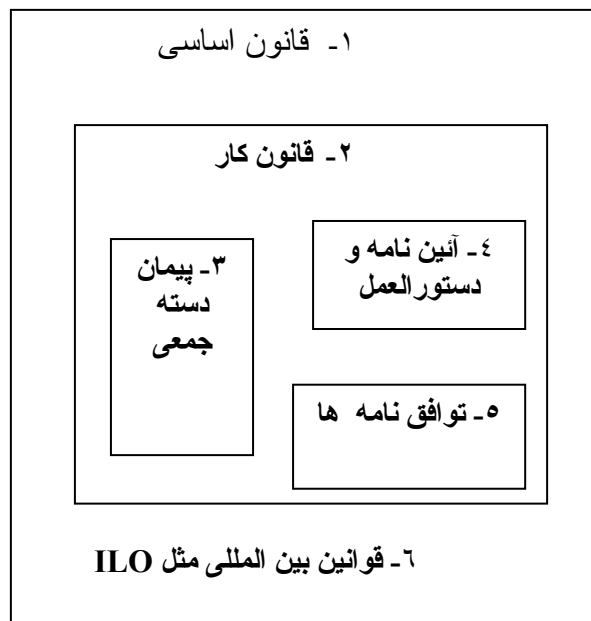 ۱- قانون اساسی
۲- قانون کار
۳- پیمان
دسته
جمعی
٤- آئین نامه و
دستورالعمل
۵- توافق نامه ها
٦- قوانین بین المللی مثل ILO